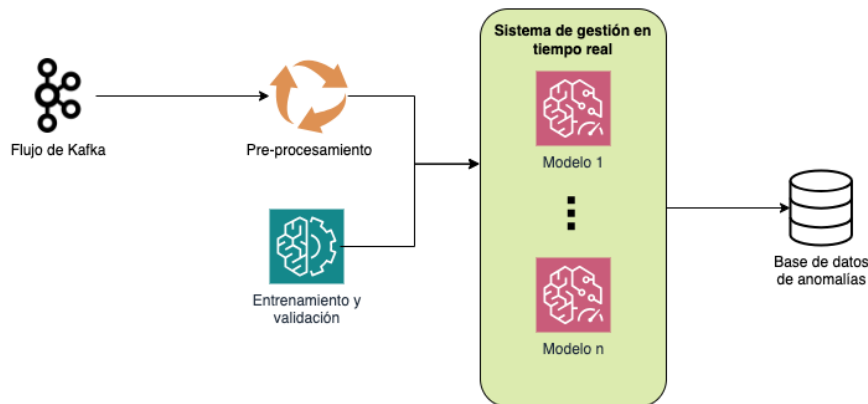 Sistema de gestión en
tiempo real
Flujo de Kafka
Pre-procesamiento
Modelo 1
Entrenamiento y
validación
Modelo n
Base de datos
de anomalías